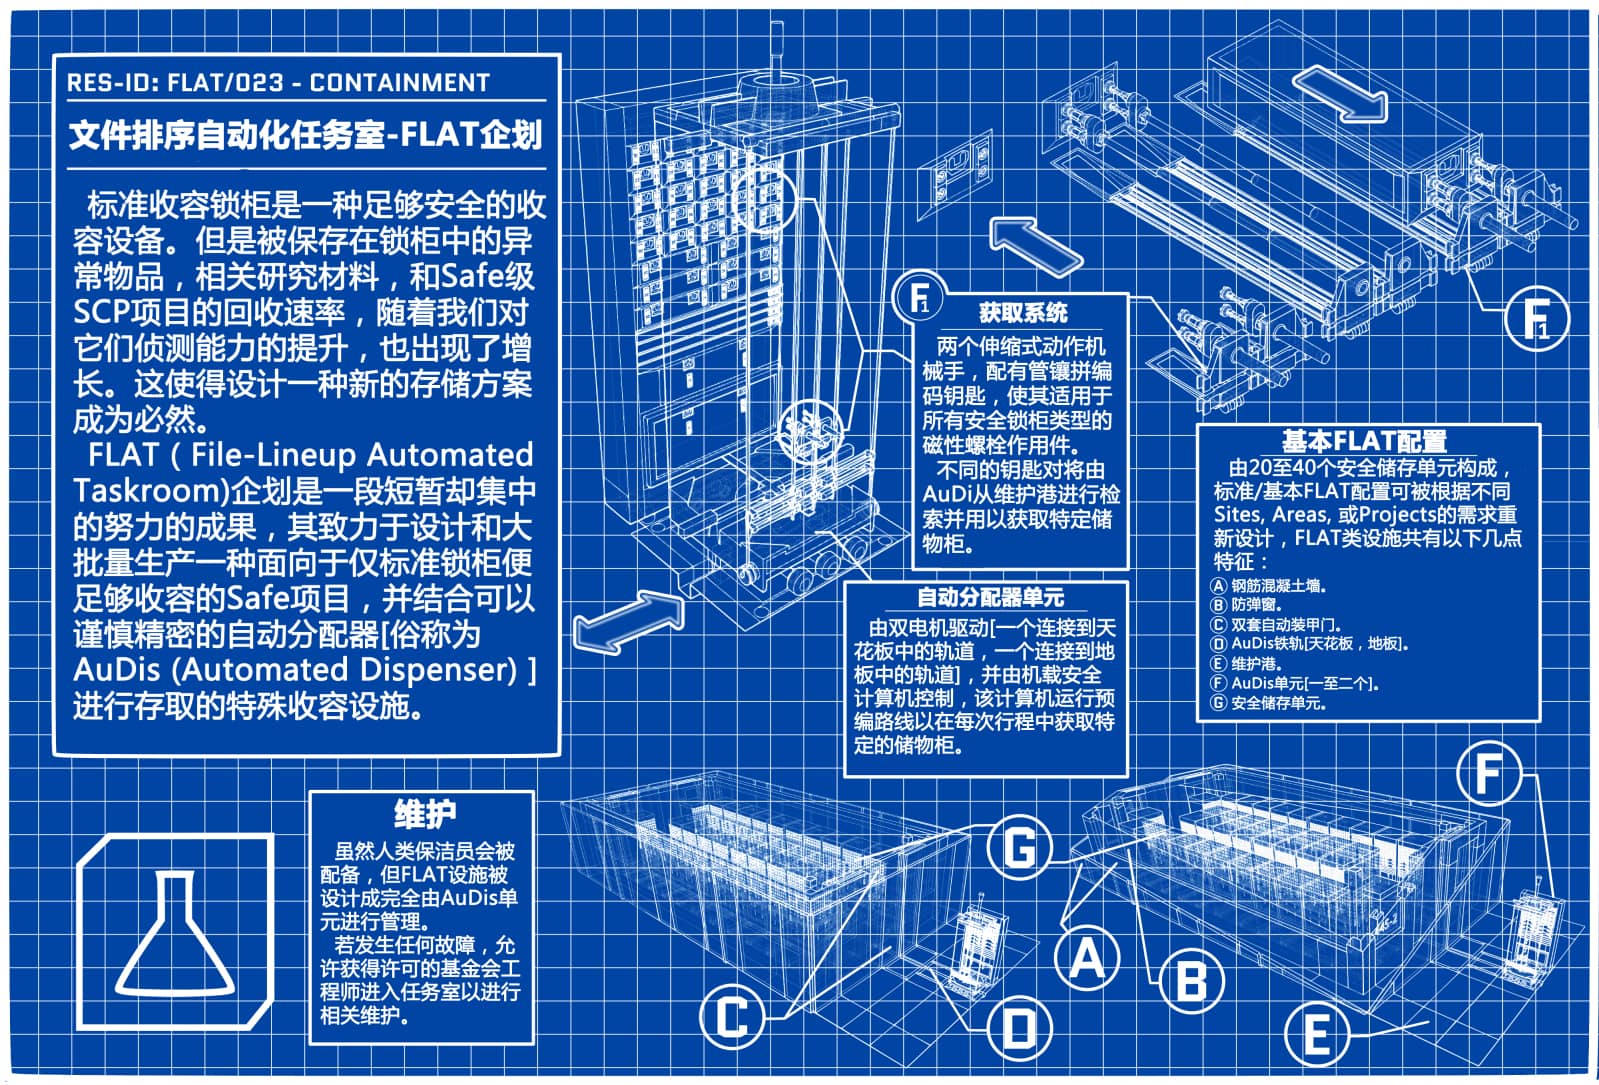 RES-ID: FLAT/023 - CONTAINMENT
文件排序自动化任务室-FLAT企划
标准收容锁柜是一种足够安全的收
容设备。但是被保存在锁柜中的异
常物品，相关研究材料，和Safe级
SCP项目的回收速率，随着我们对
它们侦测能力的提升，也出现了增
长。这使得设计一种新的存储方案
成为必然。
FLAT（File-Lineup Automated
Taskroom)企划是一段短暂却集中
的努力的成果，其致力于设计和大
批量生产一种面向于仅标准锁柜便
足够收容的Safe项目，并结合可以
谨慎精密的自动分配器[俗称为
AuDis (Automated Dispenser) ]
进行存取的特殊收容设施。
F1
获取系统
两个伸缩式动作机
械手，配有管镶拼编
码钥匙，使其适用于
所有安全锁柜类型的
磁性螺栓作用件。
不同的钥匙对将由
AuDi从维护港进行检
索并用以获取特定储
物柜。
F1
自动分配器单元
由双电机驱动[一个连接到天
花板中的轨道，一个连接到地
板中的轨道]，并由机载安全
计算机控制，该计算机运行预
编路线以在每次行程中获取特
定的储物柜。
基本FLAT配置
由20至40个安全储存单元构成，
标准/基本FLAT配置可被根据不同
Sites, Areas, 或Projects的需求重
新设计，FLAT类设施共有以下几点
特征：
Ⓐ 钢筋混凝土墙。
Ⓑ 防弹窗。
Ⓒ 双套自动装甲门。
Ⓓ AuDis铁轨[天花板，地板]。
Ⓔ 维护港。
Ⓕ AuDis单元[一至二个]。
Ⓖ 安全储存单元。
维护
虽然人类保洁员会被
配备，但FLAT设施被
设计成完全由AuDis单
元进行管理。
若发生任何故障，允
许获得许可的基金会工
程师进入任务室以进行
相关维护。
G
C
D
F
A
B
E